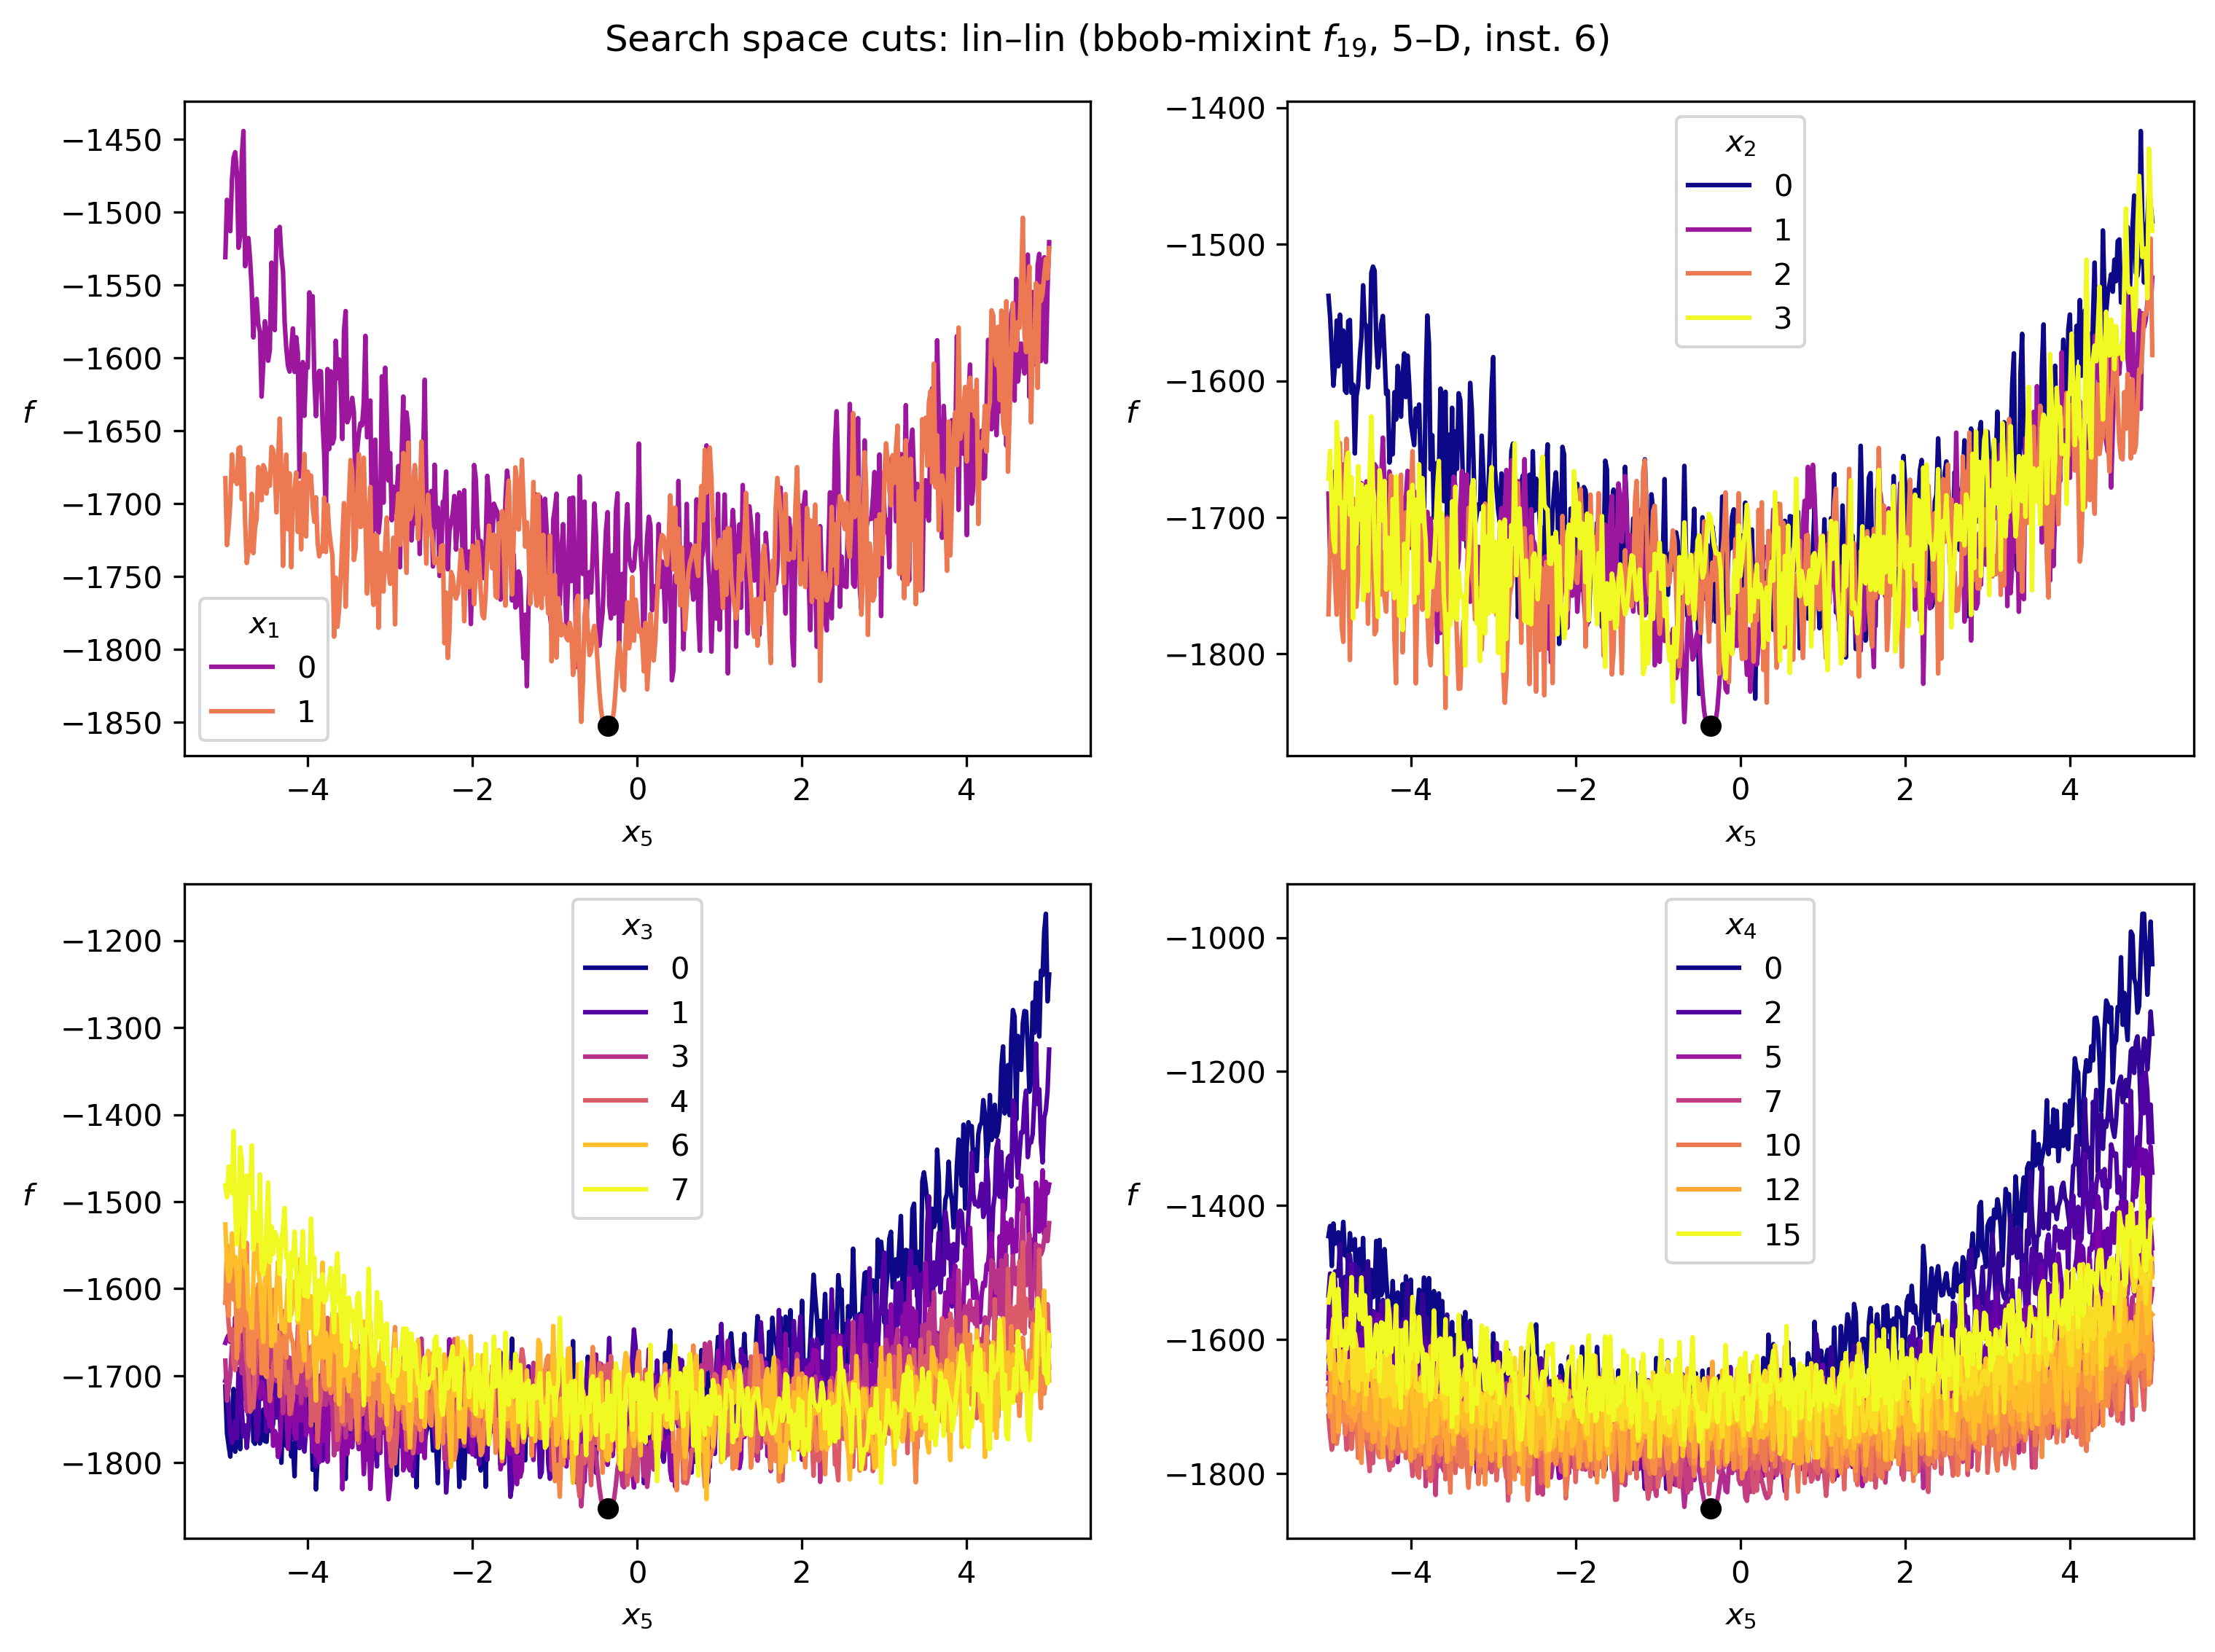 Search space cuts: lin–lin (bbob-mixint f₁₉, 5–D, inst. 6)
−1450
−1500
−1550
−1600
−1650
−1700
−1750
−1800
−1850
f
x₁
0
1
−4 −2 0 2 4
x₅
−1400
−1500
−1600
−1700
−1800
f
x₂
0
1
2
3
−4 −2 0 2 4
x₅
−1200
−1300
−1400
−1500
−1600
−1700
−1800
f
x₃
0
1
3
4
6
7
−4 −2 0 2 4
x₅
−1000
−1200
−1400
−1600
−1800
f
x₄
0
2
5
7
10
12
15
−4 −2 0 2 4
x₅